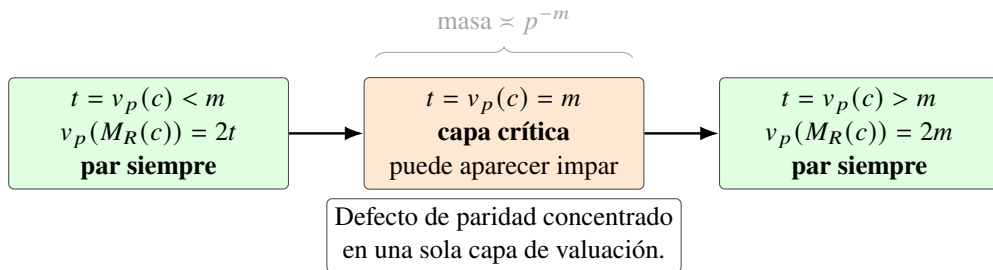 masa ≍ p^{-m}
t = v_p(c) < m
v_p(M_R(c)) = 2t
par siempre
t = v_p(c) = m
capa crítica
puede aparecer impar
t = v_p(c) > m
v_p(M_R(c)) = 2m
par siempre
Defecto de paridad concentrado
en una sola capa de valuación.